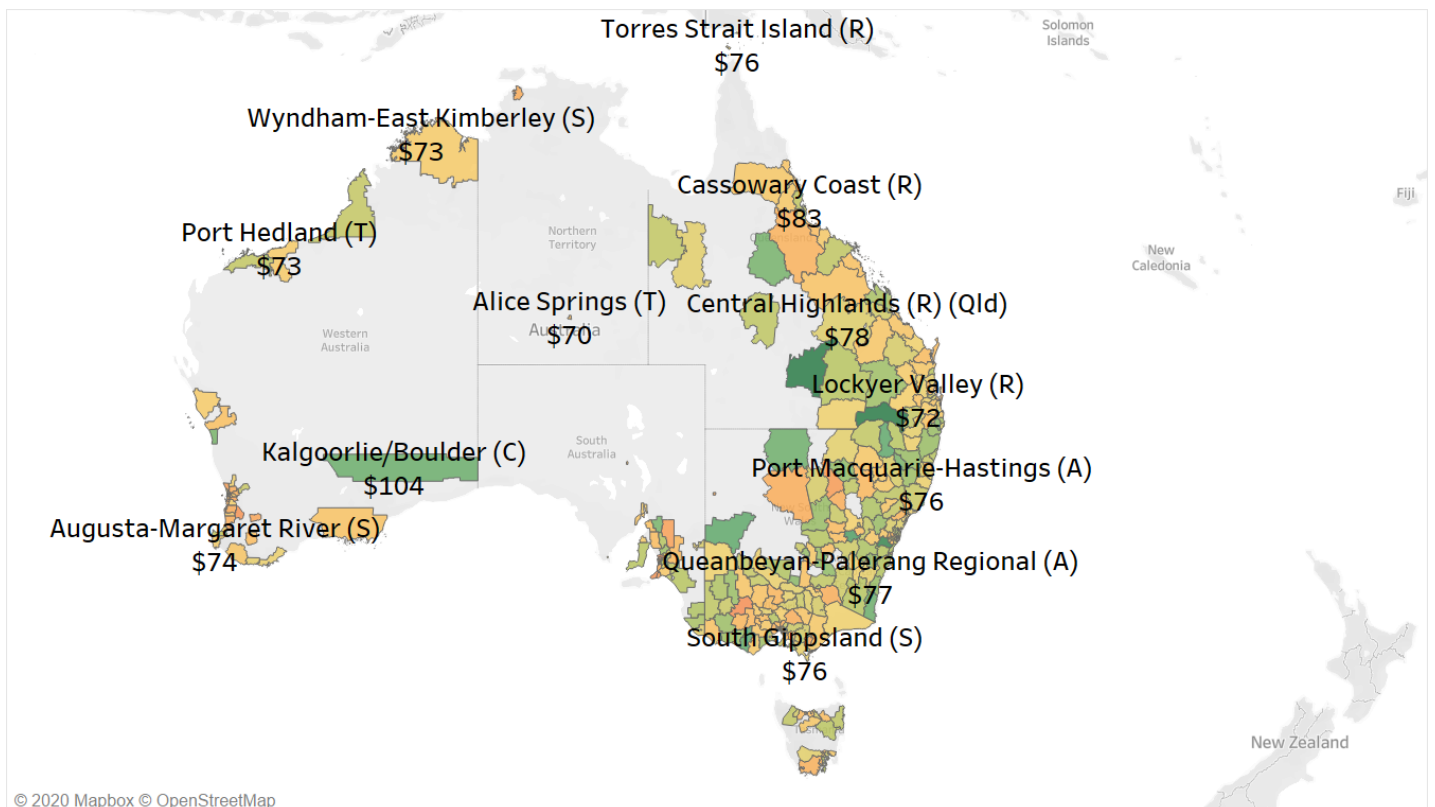 Torres Strait Island (R)
$76
Solomon
Islands
Wyndham-East Kimberley (S)
$73
Cassowary Coast (R)
$83
Fiji
Port Hedland (T)
$73
Northern
Territory
New
Caledonia
Alice Springs (T)
Australia
$70
Central Highlands (R) (Qld)
$78
Western
Australia
Lockyer Valley (R)
$72
Kalgoorlie/Boulder (C)
$104
South
Australia
Port Macquarie-Hastings (A)
$76
Augusta-Margaret River (S)
$74
Queanbeyan-Palerang Regional (A)
$77
South Gippsland (S)
$76
New Zealand
© 2020 Mapbox © OpenStreetMap